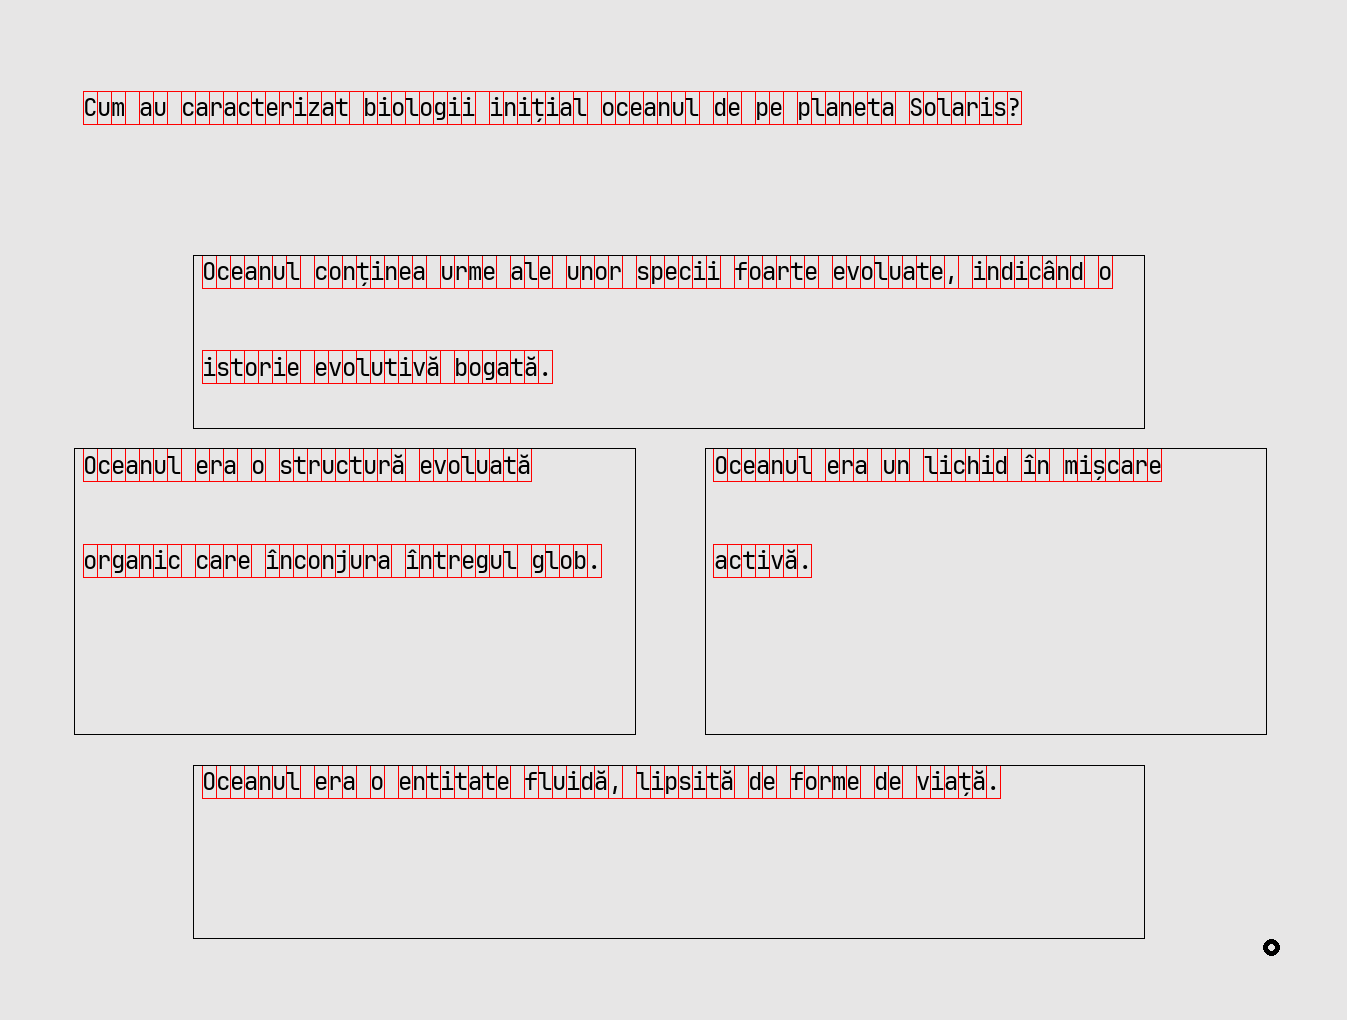 Cum au caracterizat biologii inițial oceanul de pe planeta Solaris?
Oceanul conținea urme ale unor specii foarte evoluate, indicând o
istorie evolutivă bogată.
Oceanul era o structură evoluată
organic care înconjura întregul glob.
Oceanul era un lichid în mișcare
activă.
Oceanul era o entitate fluidă, lipsită de forme de viață.